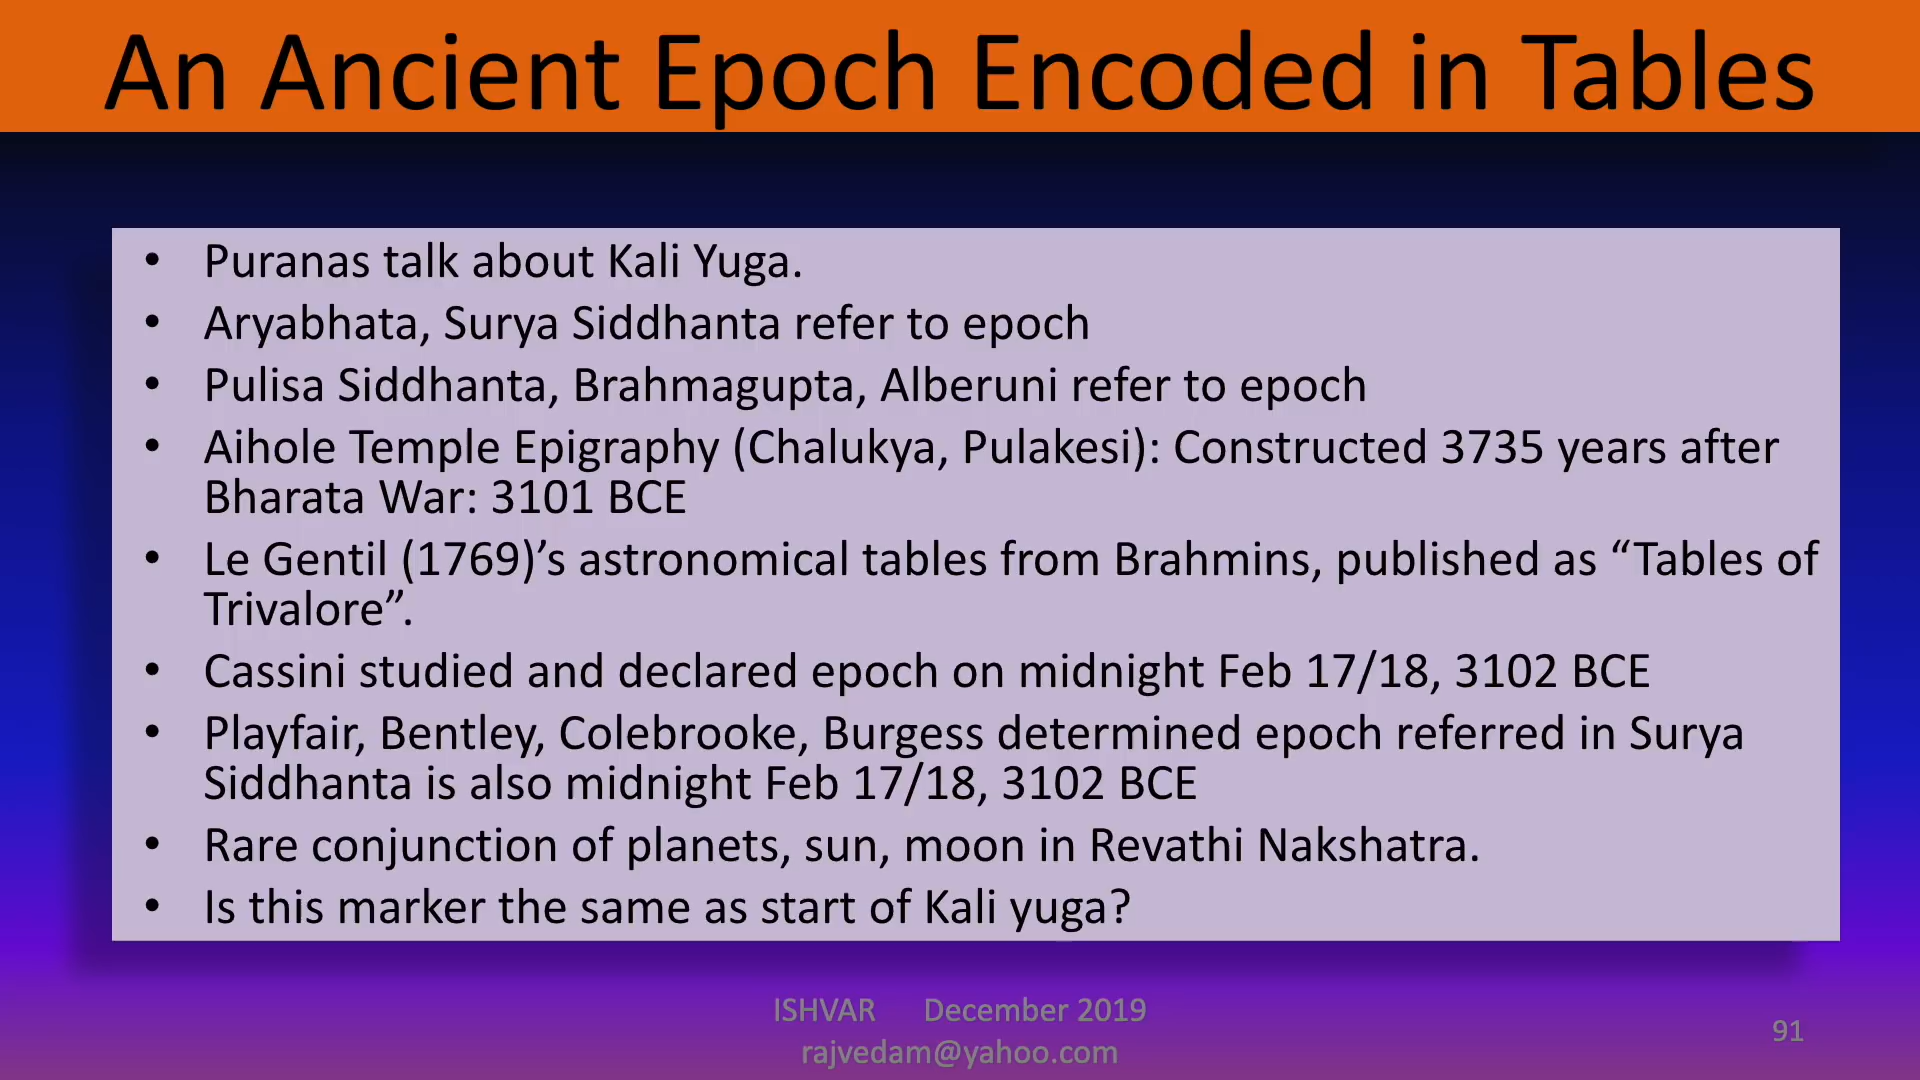 An Ancient Epoch Encoded in Tables
• Puranas talk about Kali Yuga.
• Aryabhata, Surya Siddhanta refer to epoch
• Pulisa Siddhanta, Brahmagupta, Alberuni refer to epoch
• Aihole Temple Epigraphy (Chalukya, Pulakesi): Constructed 3735 years after
Bharata War: 3101 BCE
• Le Gentil (1769)’s astronomical tables from Brahmins, published as “Tables of
Trivalore”.
• Cassini studied and declared epoch on midnight Feb 17/18, 3102 BCE
• Playfair, Bentley, Colebrooke, Burgess determined epoch referred in Surya
Siddhanta is also midnight Feb 17/18, 3102 BCE
• Rare conjunction of planets, sun, moon in Revathi Nakshatra.
• Is this marker the same as start of Kali yuga?
ISHVAR December 2019
rajvedam@yahoo.com
91